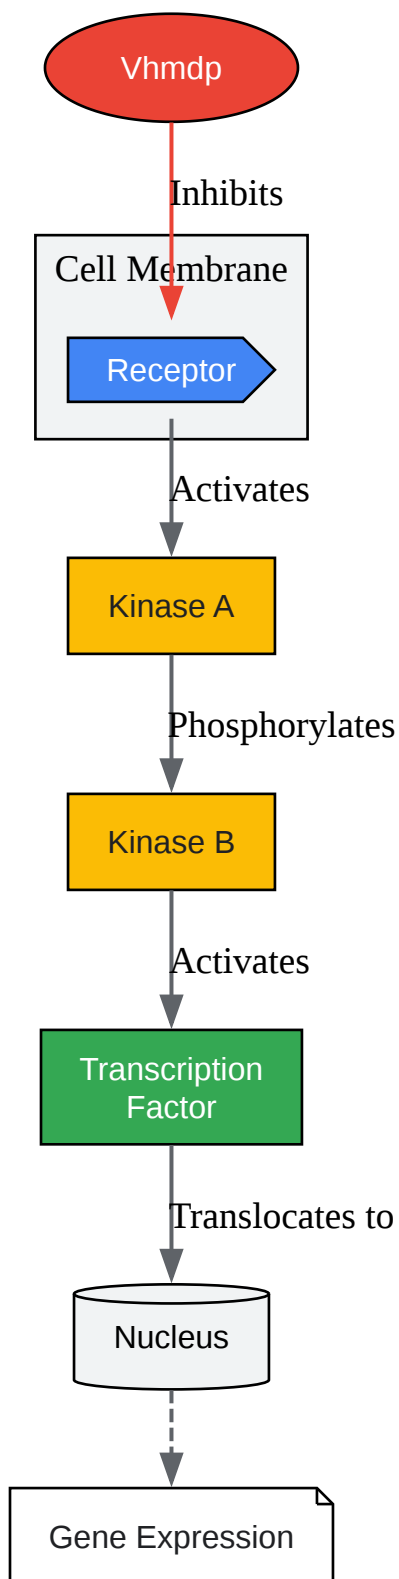 Vhmdp
Inhibits
Cell Membrane
Receptor
Activates
Kinase A
Phosphorylates
Kinase B
Activates
Transcription
Factor
Translocates to
Nucleus
Gene Expression